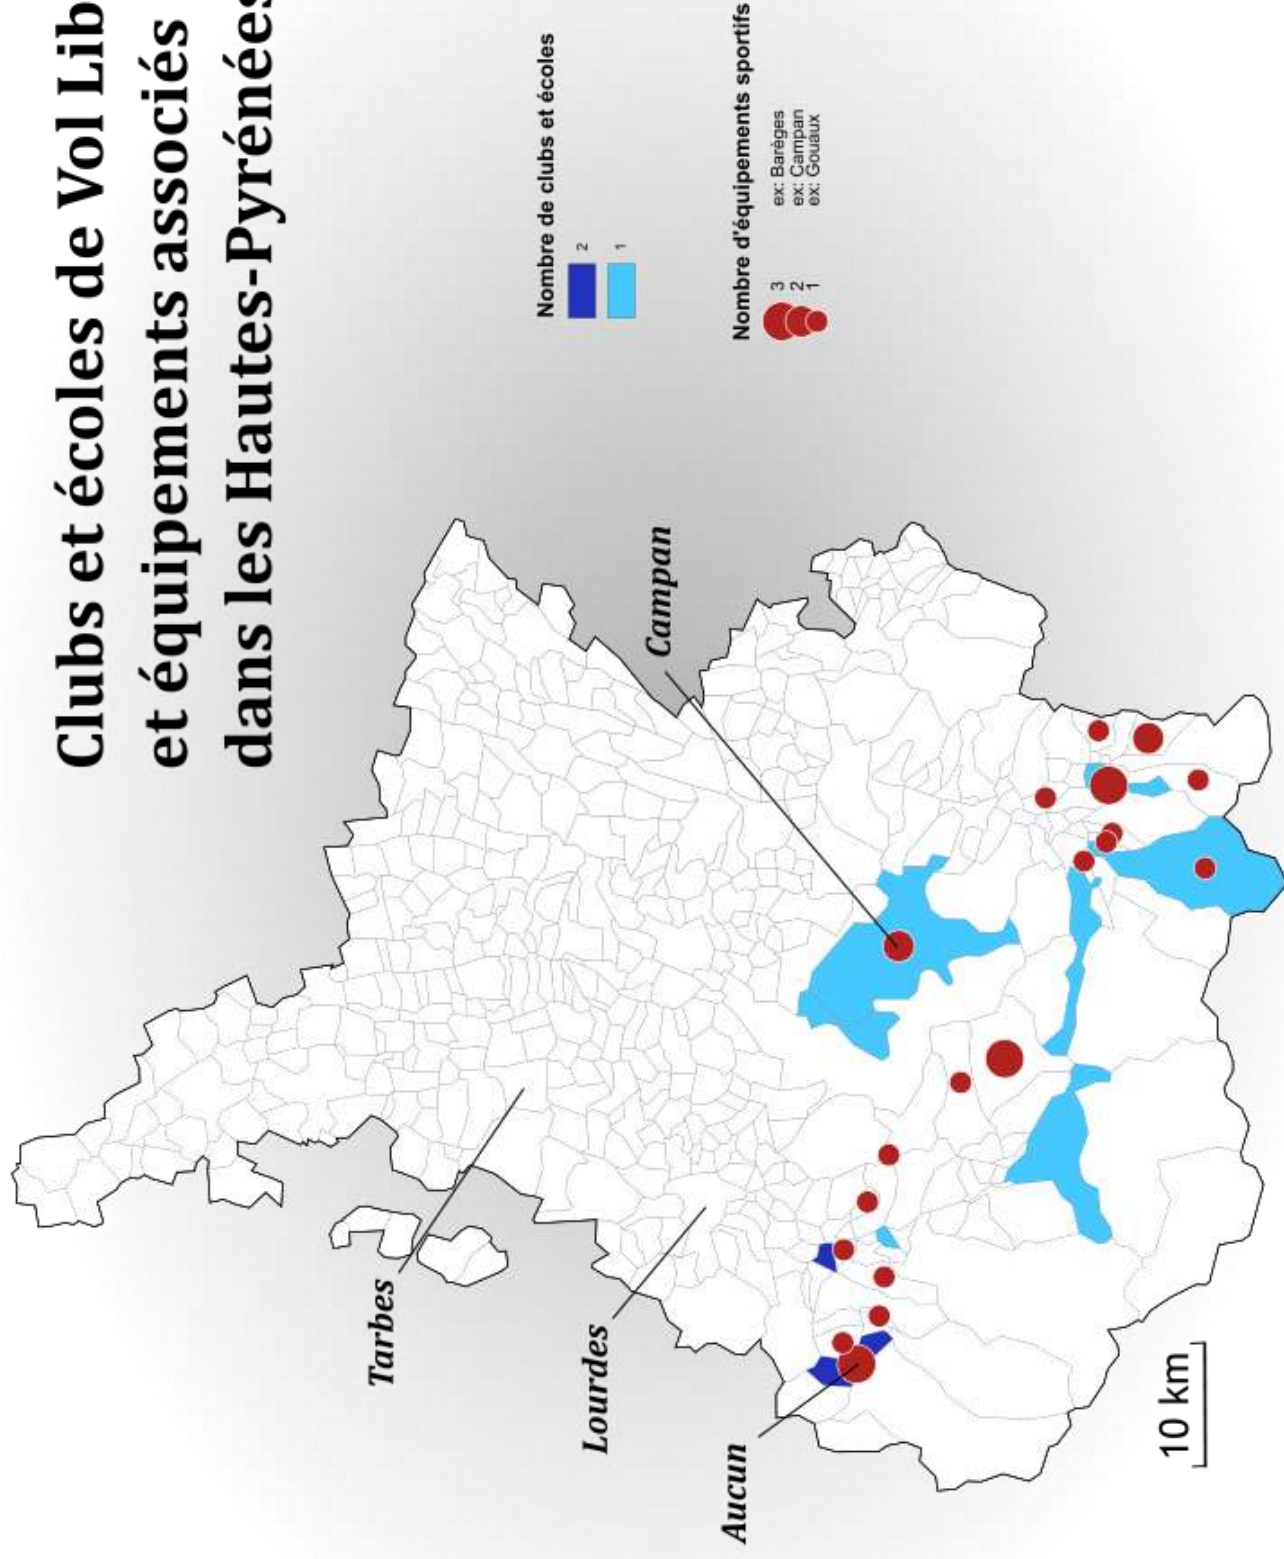 Clubs et écoles de Vol Lib
et équipements associés
dans les Hautes-Pyrénées
Nombre de clubs et écoles
2
1
Nombre d'équipements sportifs
3 ex: Barèges
2 ex: Campan
1 ex: Gouaux
Campan
Tarbes
Lourdes
Aucun
10 km